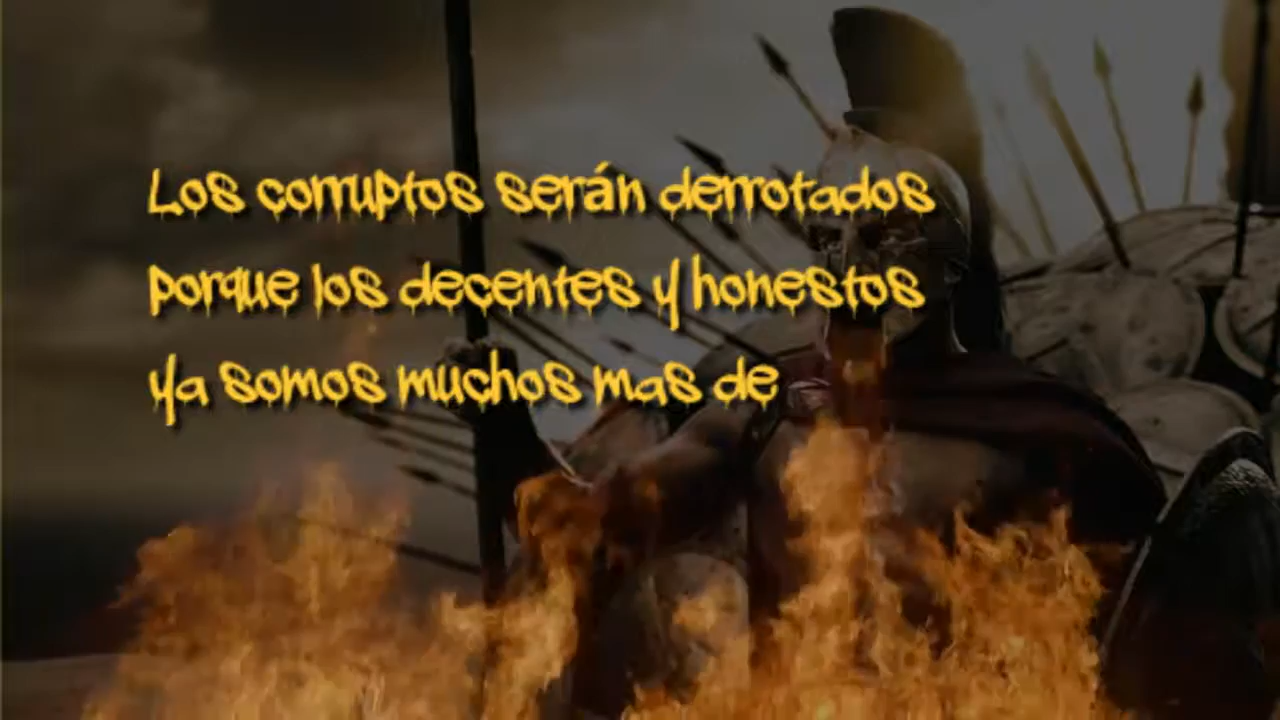 Los corruptos serán derrotados
porque los decentes y honestos
ya somos muchos mas de